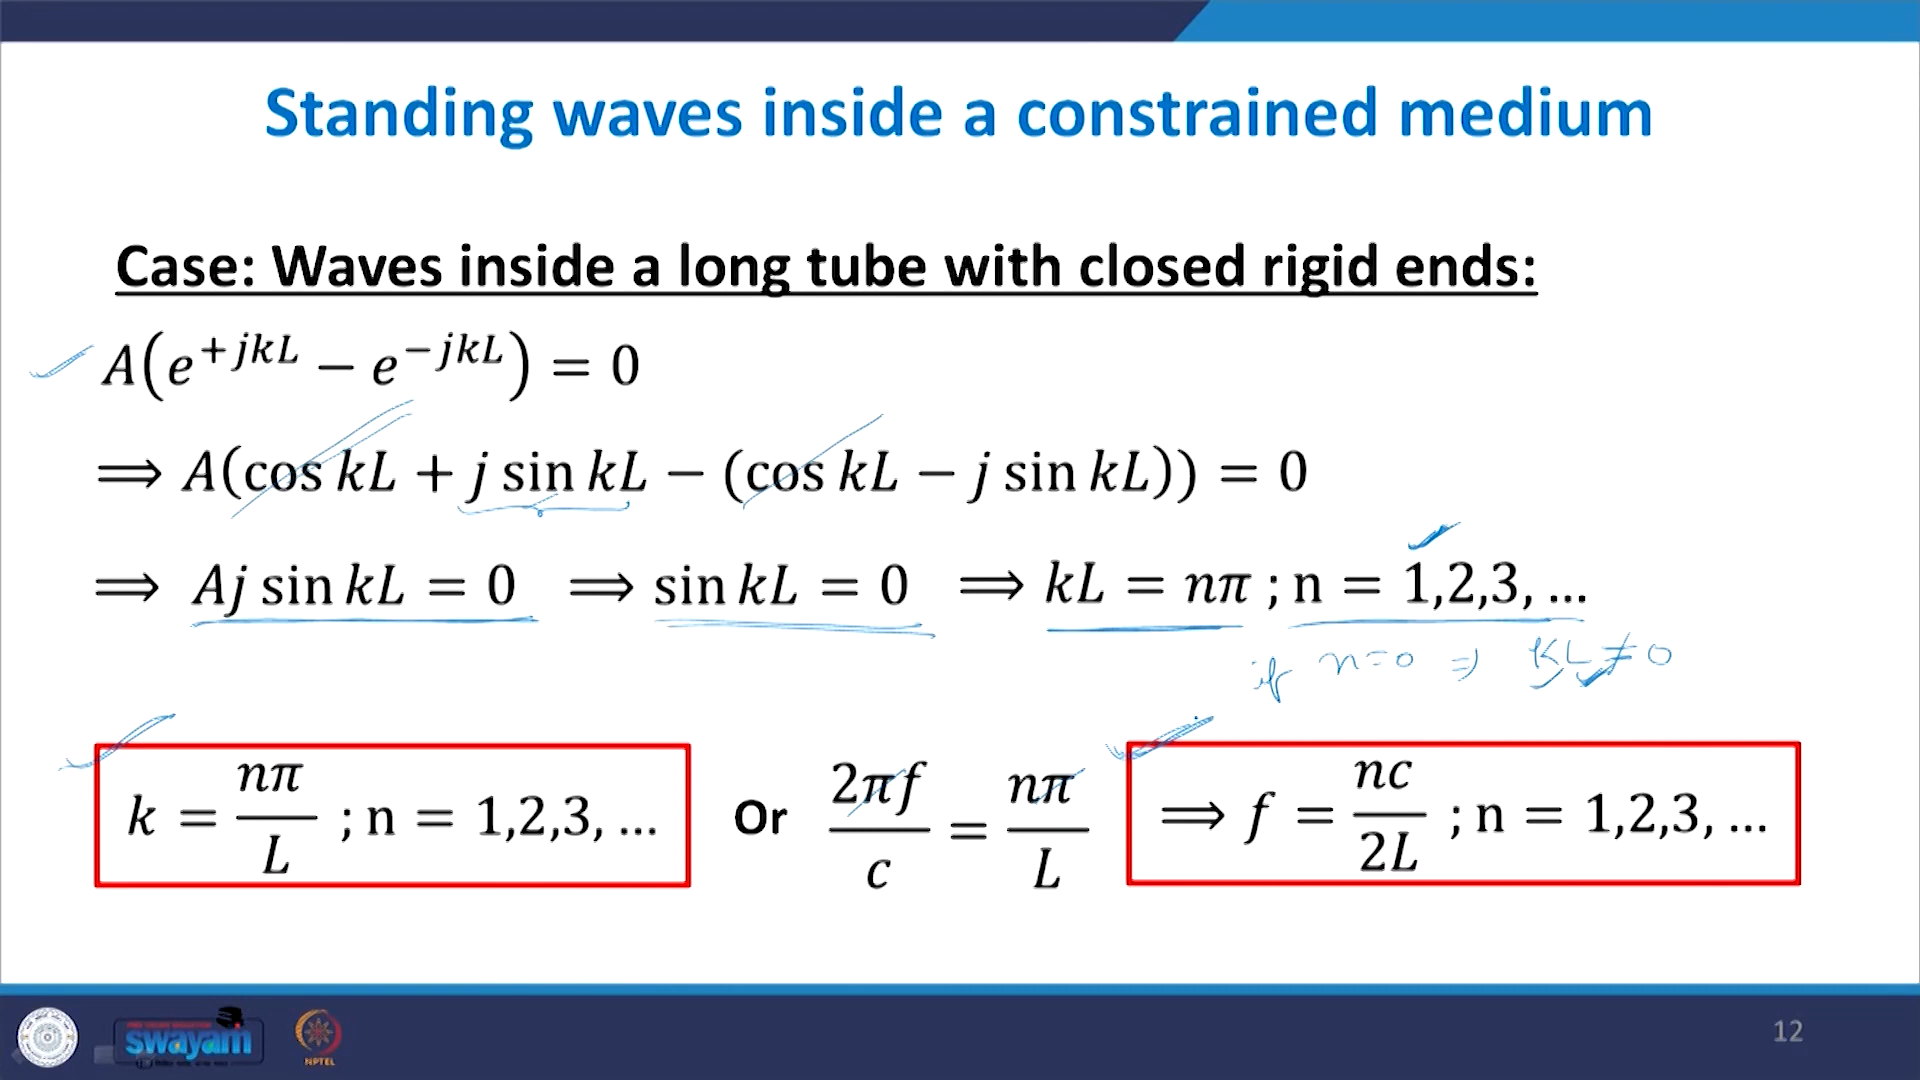 Standing waves inside a constrained medium
Case: Waves inside a long tube with closed rigid ends:
A(e^{+jkL} − e^{−jkL}) = 0
⟹ A(cos kL + j sin kL − (cos kL − j sin kL)) = 0
⟹ Aj sin kL = 0 ⟹ sin kL = 0 ⟹ kL = nπ ; n = 1,2,3, ...
if n=0 ⇒ KL ≠ 0
k = nπ/L ; n = 1,2,3, ... Or 2πf/c = nπ/L ⟹ f = nc/2L ; n = 1,2,3, ...
swayam
NPTEL
12